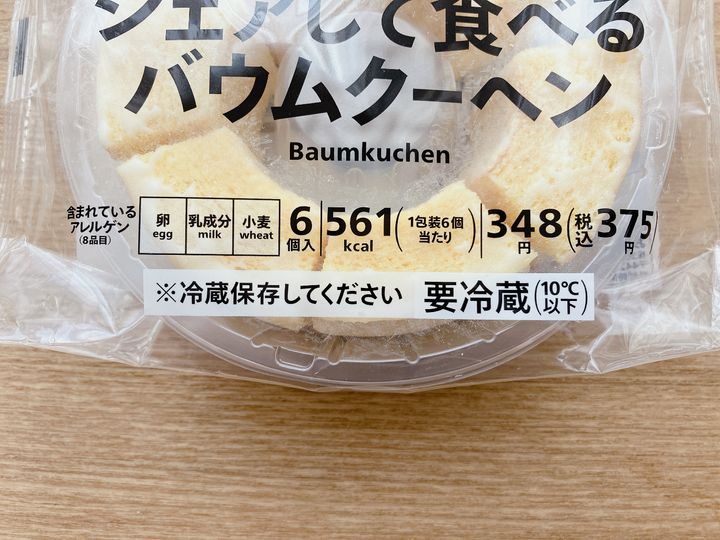 シェアして食べる
バウムクーヘン
Baumkuchen
含まれている
アレルゲン
(8品目)
卵
egg
乳成分
milk
小麦
wheat
6
個入
561
kcal
(1包装6個
当たり)
348
円
(税込375
円)
※冷蔵保存してください
要冷蔵(10℃
以下)